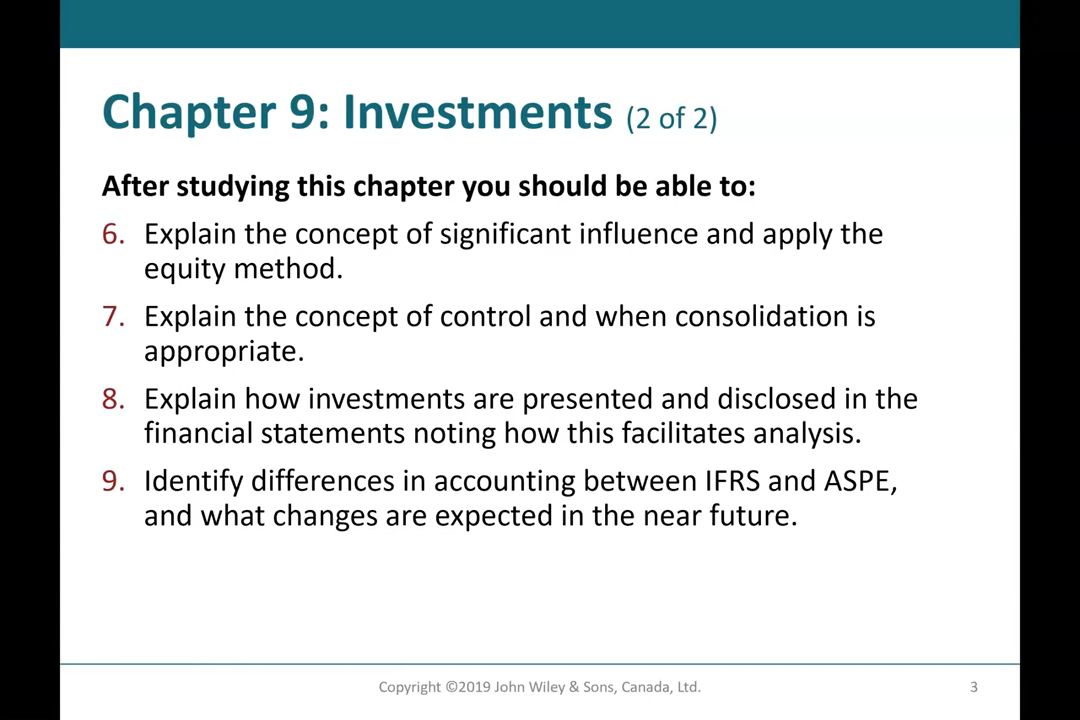 Chapter 9: Investments (2 of 2)
After studying this chapter you should be able to:
6. Explain the concept of significant influence and apply the
equity method.
7. Explain the concept of control and when consolidation is
appropriate.
8. Explain how investments are presented and disclosed in the
financial statements noting how this facilitates analysis.
9. Identify differences in accounting between IFRS and ASPE,
and what changes are expected in the near future.
Copyright ©2019 John Wiley & Sons, Canada, Ltd.
3